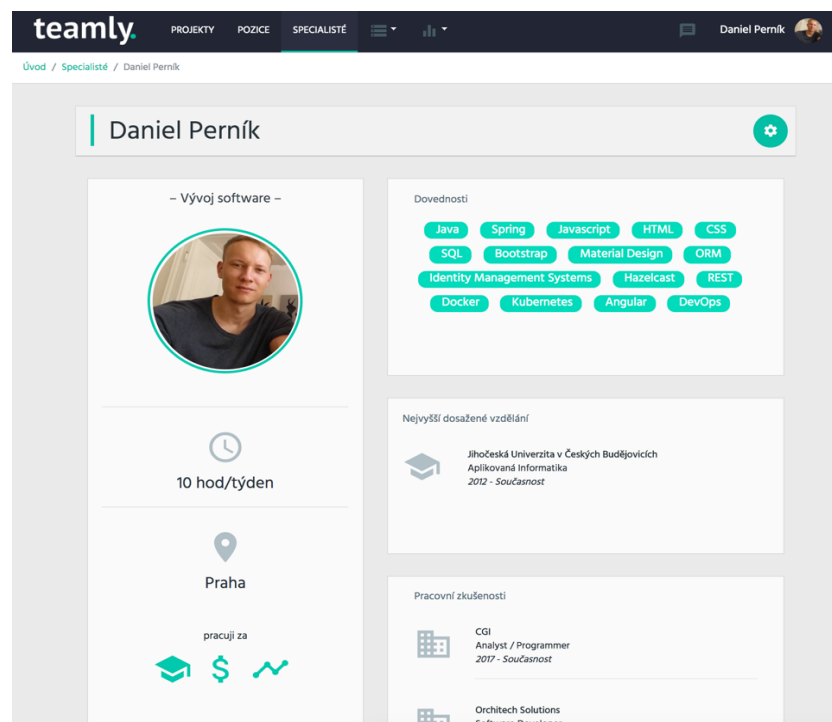 teamly.
PROJEKTY POZICE SPECIALISTÉ
Daniel Perník
Úvod / Specialisté / Daniel Perník
Daniel Perník
– Vývoj software –
10 hod/týden
Praha
pracuji za
Dovednosti
Java Spring Javascript HTML CSS
SQL Bootstrap Material Design ORM
Identity Management Systems Hazelcast REST
Docker Kubernetes Angular DevOps
Nejvyšší dosažené vzdělání
Jihočeská Univerzita v Českých Budějovicích
Aplikovaná Informatika
2012 - Současnost
Pracovní zkušenosti
CGI
Analyst / Programmer
2017 - Současnost
Orchitech Solutions
Software Developer